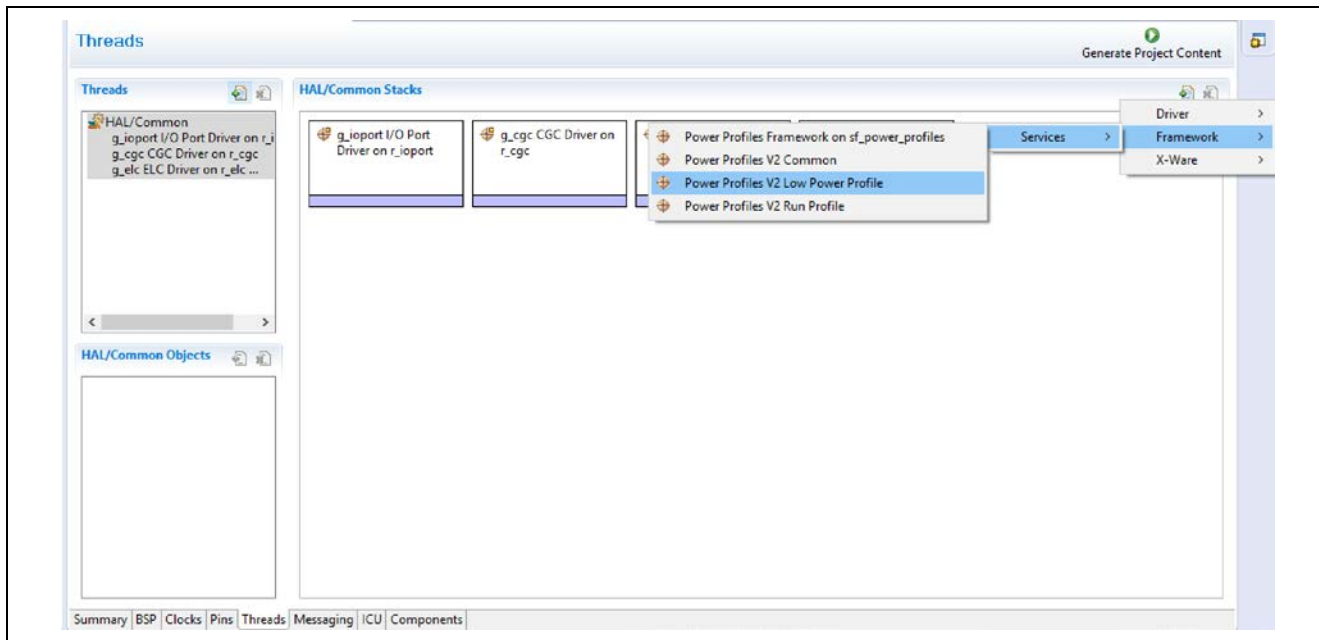 Threads
Generate Project Content
Threads
HAL/Common
g_ioport I/O Port Driver on r_i
g_cgc CGC Driver on r_cgc
g_elc ELC Driver on r_elc ...
HAL/Common Stacks
g_ioport I/O Port
Driver on r_ioport
g_cgc CGC Driver on
r_cgc
Power Profiles Framework on sf_power_profiles
Power Profiles V2 Common
Power Profiles V2 Low Power Profile
Power Profiles V2 Run Profile
Services >
Driver >
Framework >
X-Ware >
< >
HAL/Common Objects
Summary BSP Clocks Pins Threads Messaging ICU Components